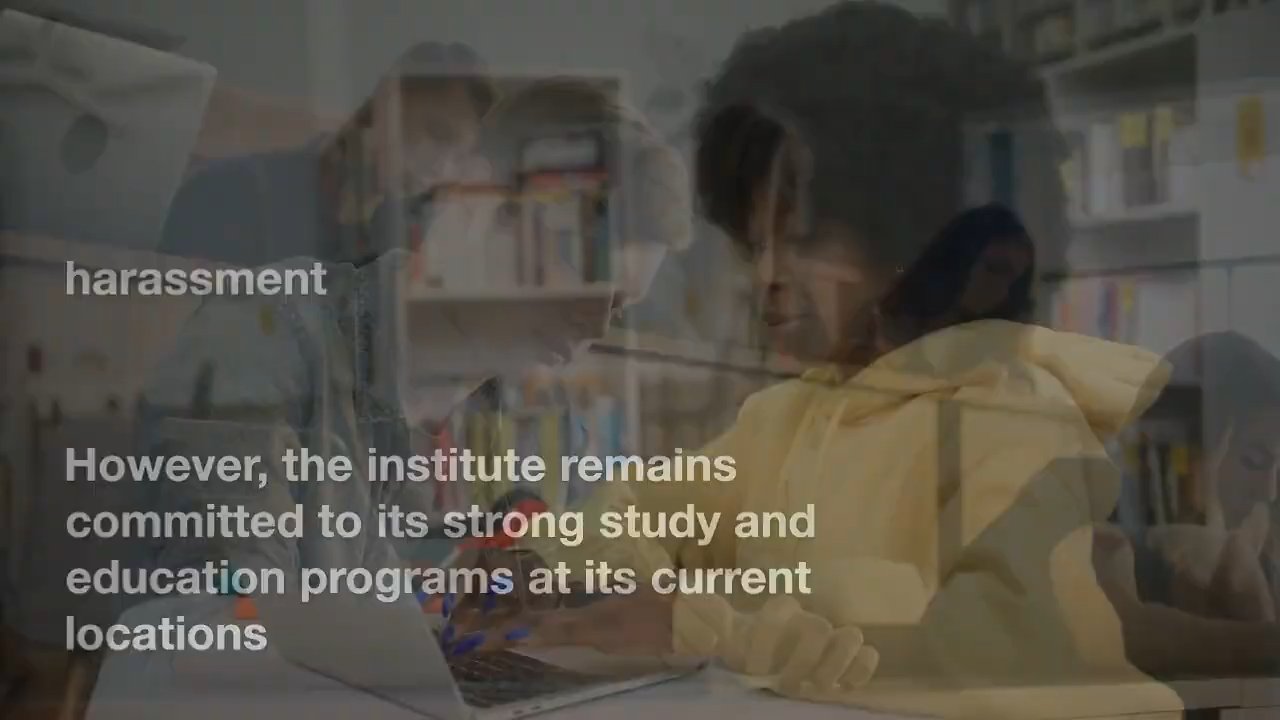 harassment
However, the institute remains
committed to its strong study and
education programs at its current
locations